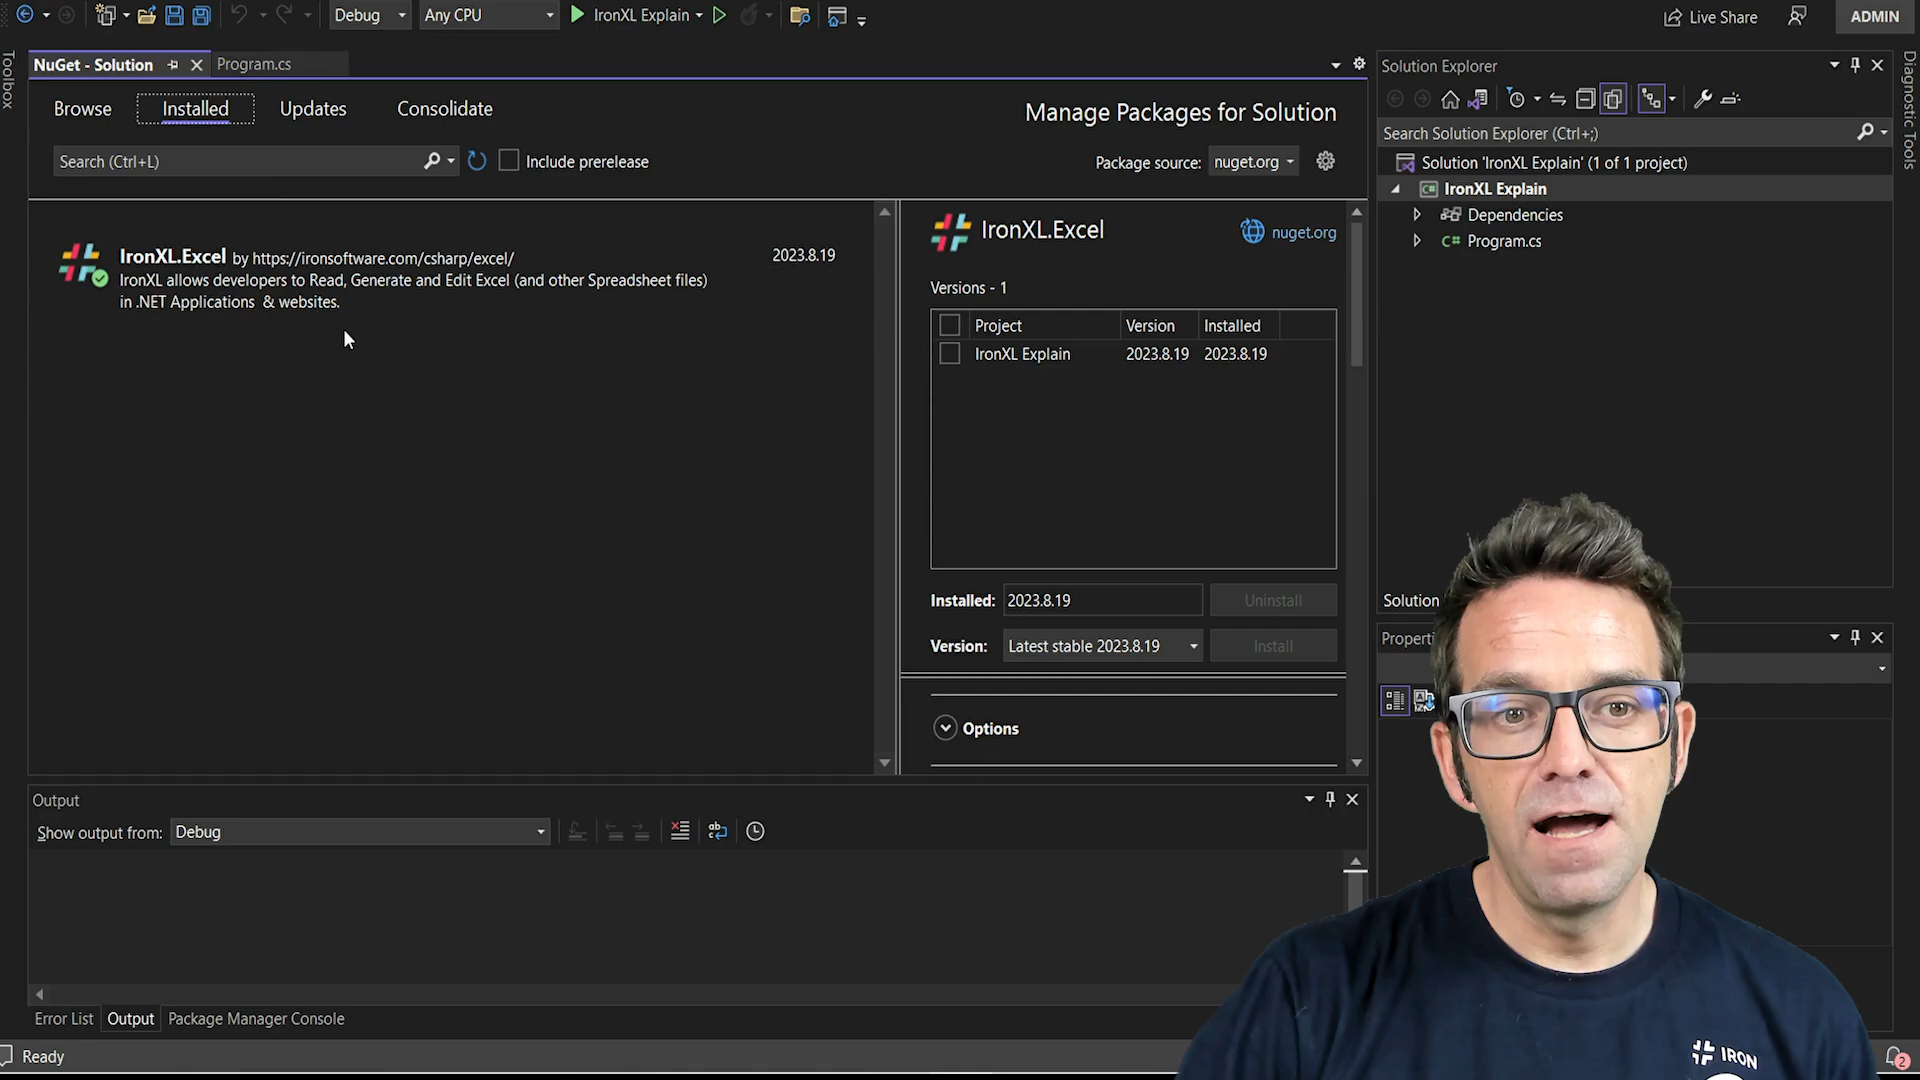 Debug
Any CPU
IronXL Explain
Live Share
ADMIN
Toolbox
NuGet - Solution
Program.cs
Browse
Installed
Updates
Consolidate
Manage Packages for Solution
Search (Ctrl+L)
Include prerelease
Package source: nuget.org
IronXL.Excel by https://ironsoftware.com/csharp/excel/
2023.8.19
IronXL allows developers to Read, Generate and Edit Excel (and other Spreadsheet files)
in .NET Applications & websites.
IronXL.Excel
nuget.org
Versions - 1
Project Version Installed
IronXL Explain 2023.8.19 2023.8.19
Installed: 2023.8.19 Uninstall
Version: Latest stable 2023.8.19 Install
Options
Solution Explorer
Search Solution Explorer (Ctrl+;)
Solution 'IronXL Explain' (1 of 1 project)
IronXL Explain
Dependencies
C# Program.cs
Solution
Properti
Diagnostic Tools
Output
Show output from: Debug
Error List
Output
Package Manager Console
Ready
IRON
2